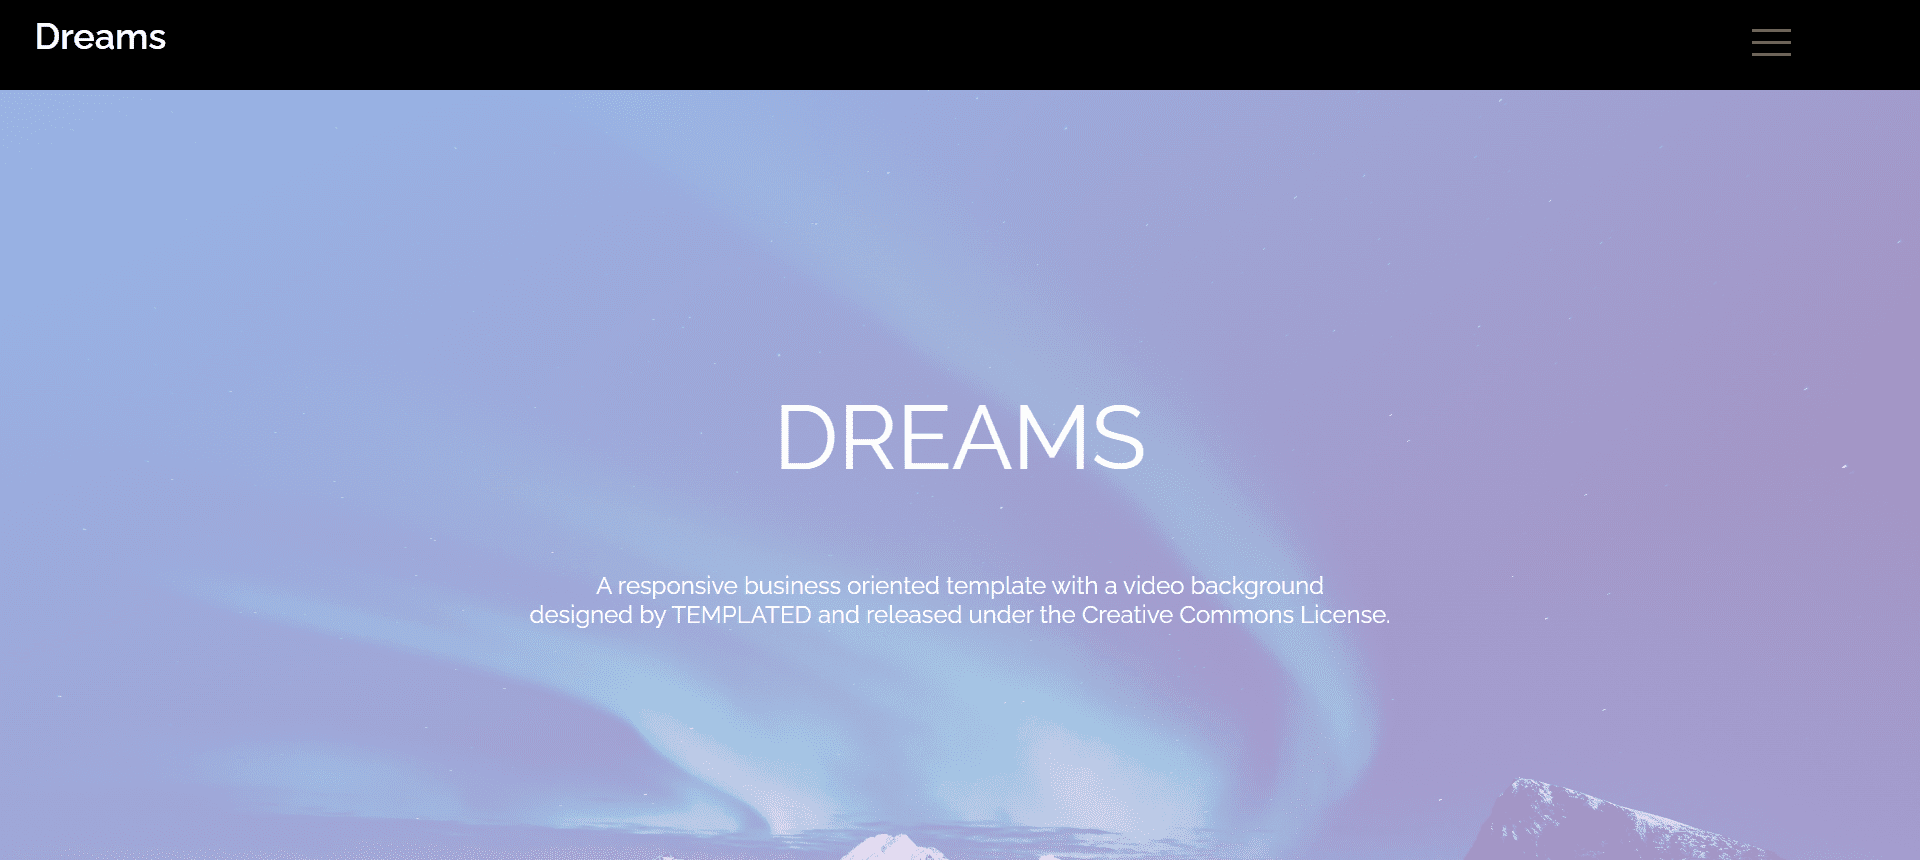 Dreams
DREAMS
A responsive business oriented template with a video background
designed by TEMPLATED and released under the Creative Commons License.